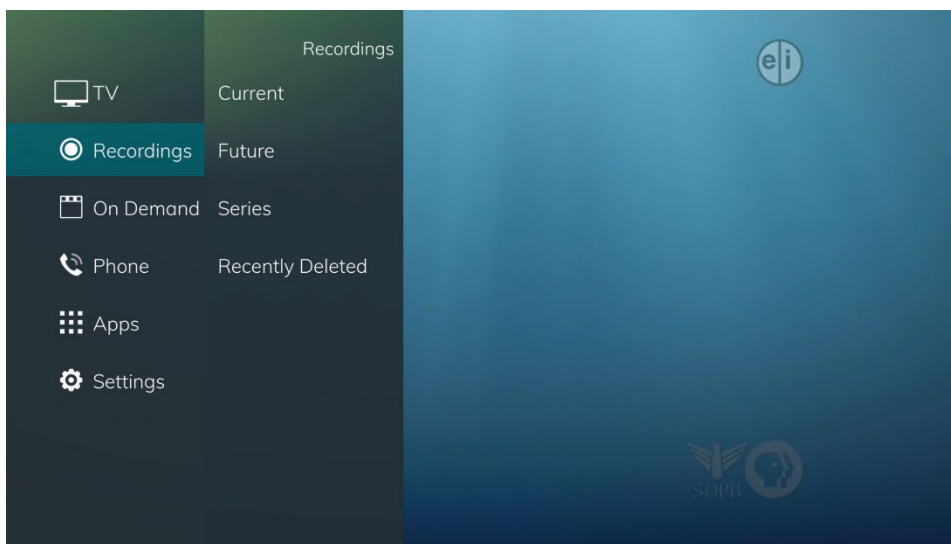 Recordings
TV
Current
Recordings
Future
On Demand
Series
Phone
Recently Deleted
Apps
Settings
e|i
SDPB